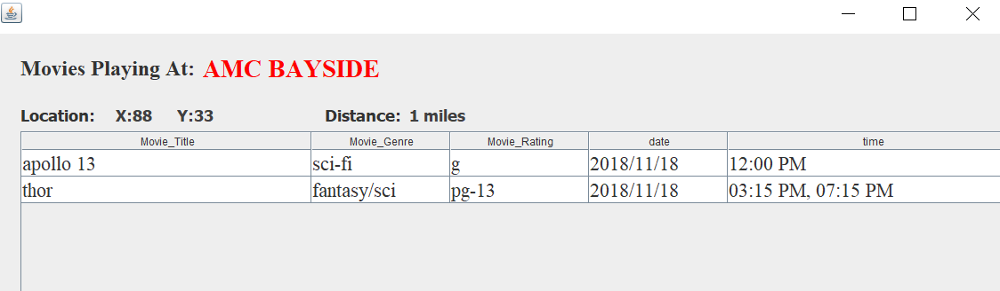 Movies Playing At: AMC BAYSIDE
Location: X:88 Y:33 Distance: 1 miles
Movie_Title Movie_Genre Movie_Rating date time
apollo 13 sci-fi g 2018/11/18 12:00 PM
thor fantasy/sci pg-13 2018/11/18 03:15 PM, 07:15 PM